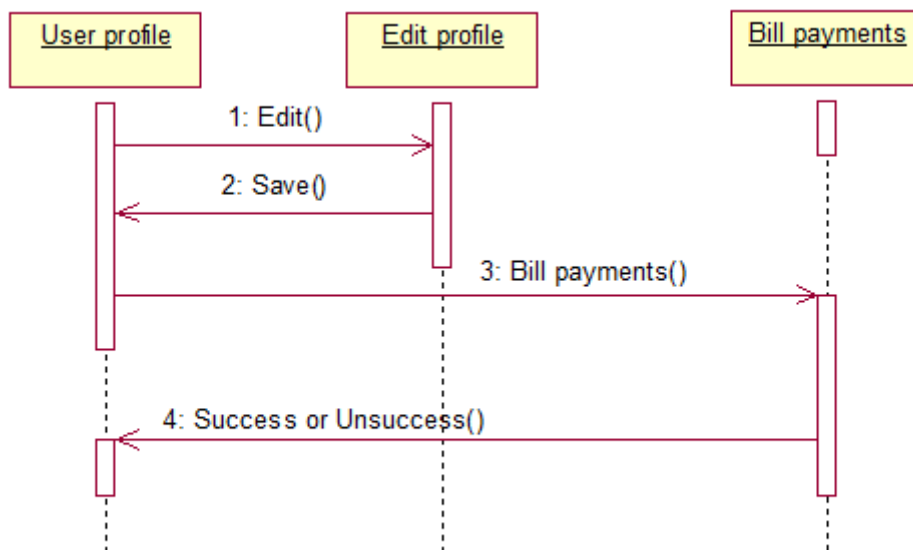 User profile
Edit profile
Bill payments
1: Edit()
2: Save()
3: Bill payments()
4: Success or Unsuccess()